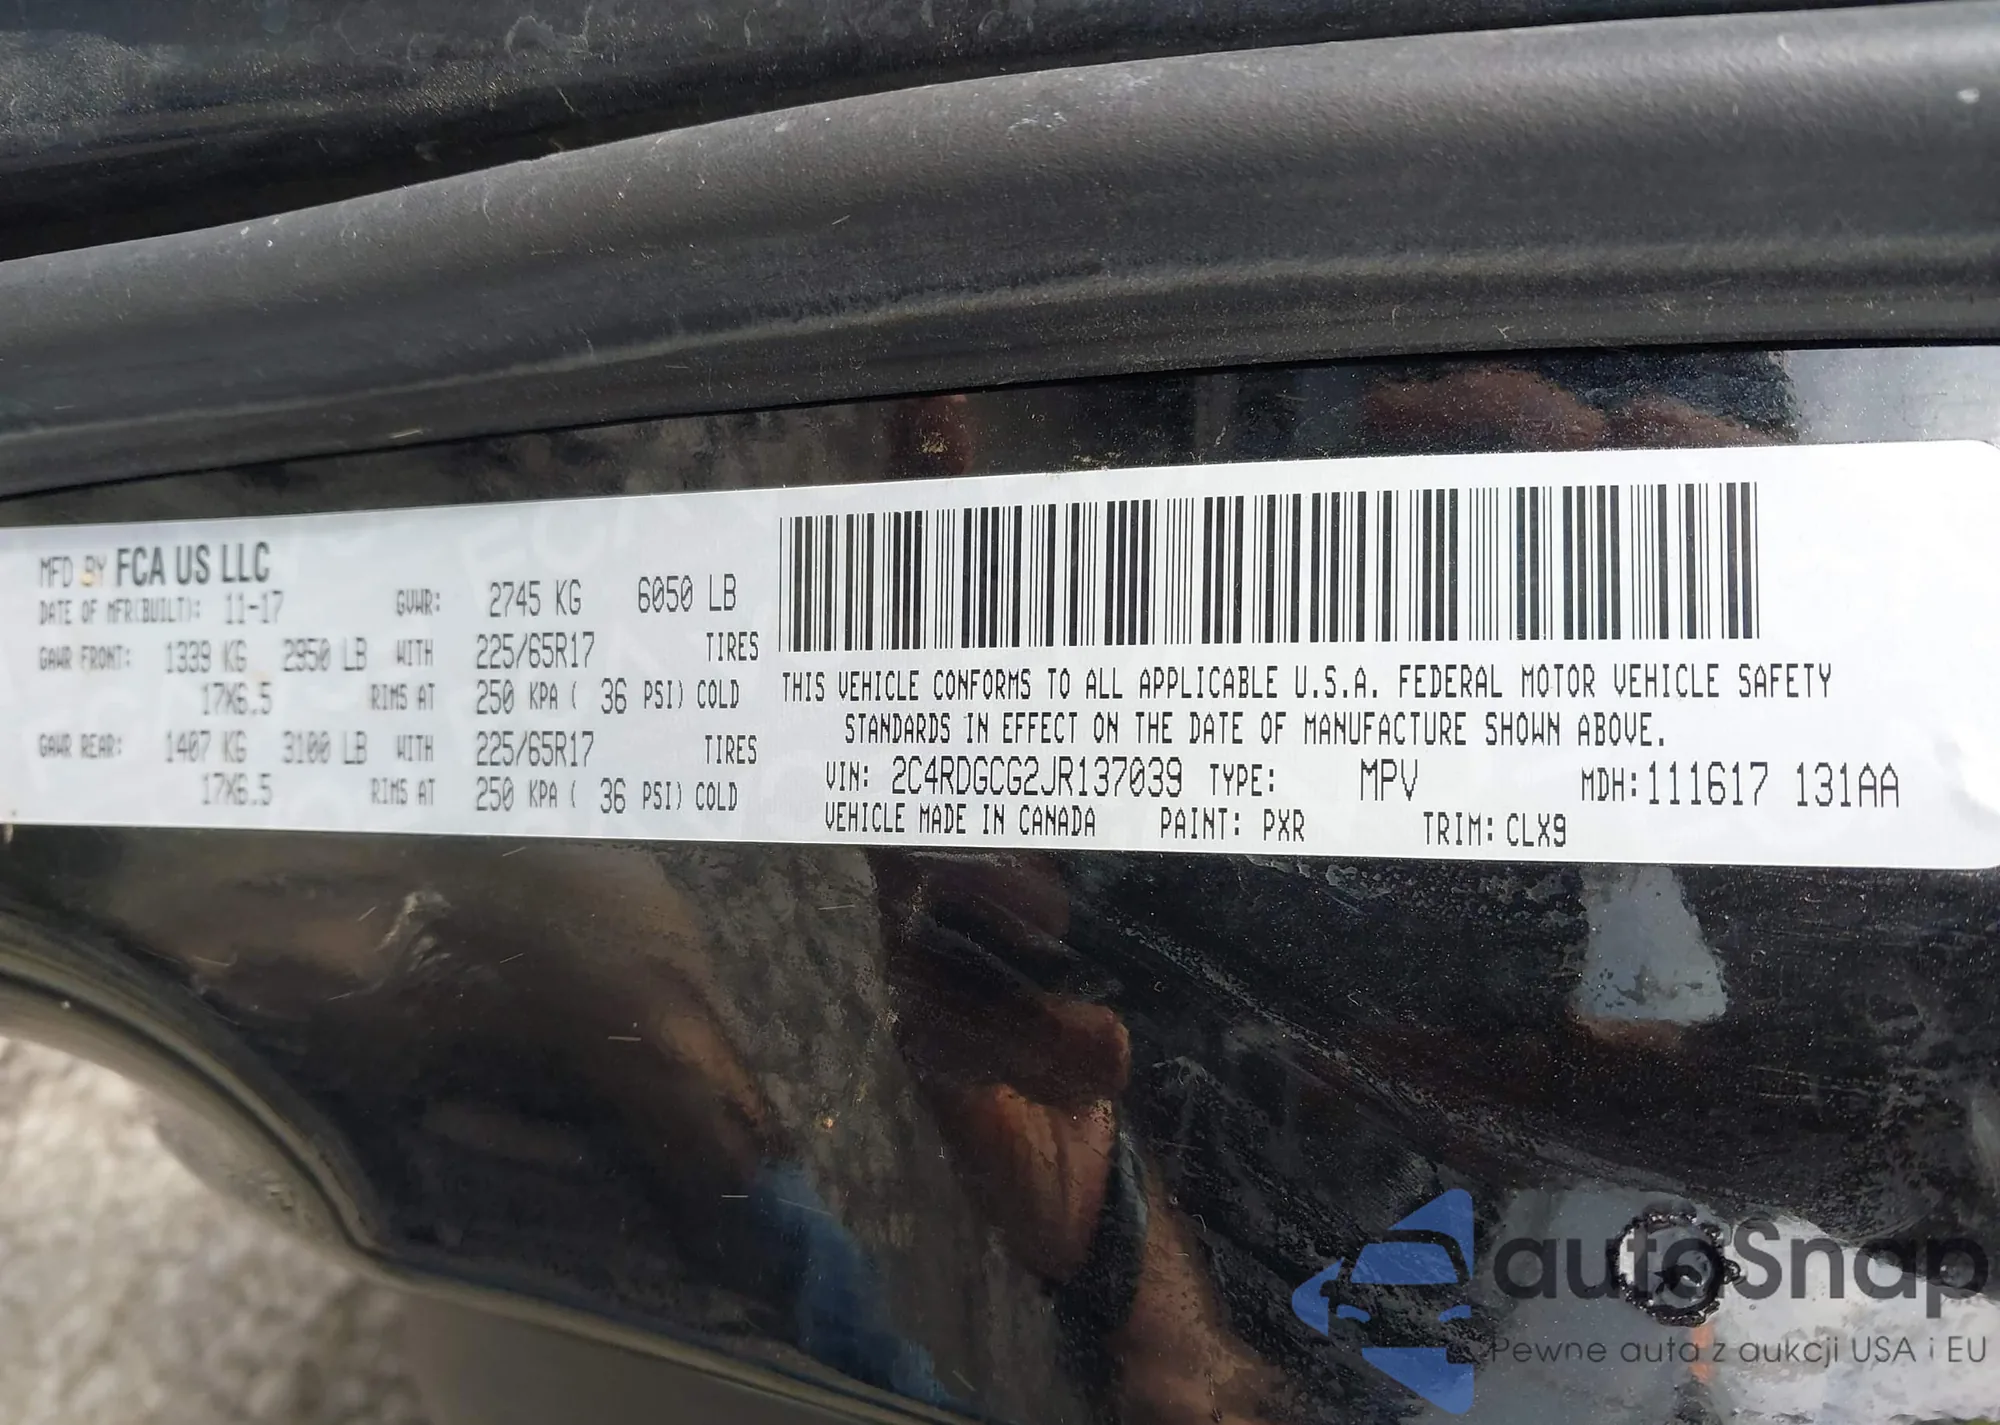 MFD BY FCA US LLC
DATE OF MFR(BUILT): 11-17 GVWR: 2745 KG 6050 LB
GAWR FRONT: 1339 KG 2950 LB WITH 225/65R17 TIRES
17X6.5 RIMS AT 250 KPA ( 36 PSI) COLD
GAWR REAR: 1407 KG 3100 LB WITH 225/65R17 TIRES
17X6.5 RIMS AT 250 KPA ( 36 PSI) COLD
THIS VEHICLE CONFORMS TO ALL APPLICABLE U.S.A. FEDERAL MOTOR VEHICLE SAFETY
STANDARDS IN EFFECT ON THE DATE OF MANUFACTURE SHOWN ABOVE.
VIN: 2C4RDGCG2JR137039 TYPE: MPV MDH:111617 131AA
VEHICLE MADE IN CANADA PAINT: PXR TRIM: CLX9
autoSnap
Pewne auta z aukcji USA i EU